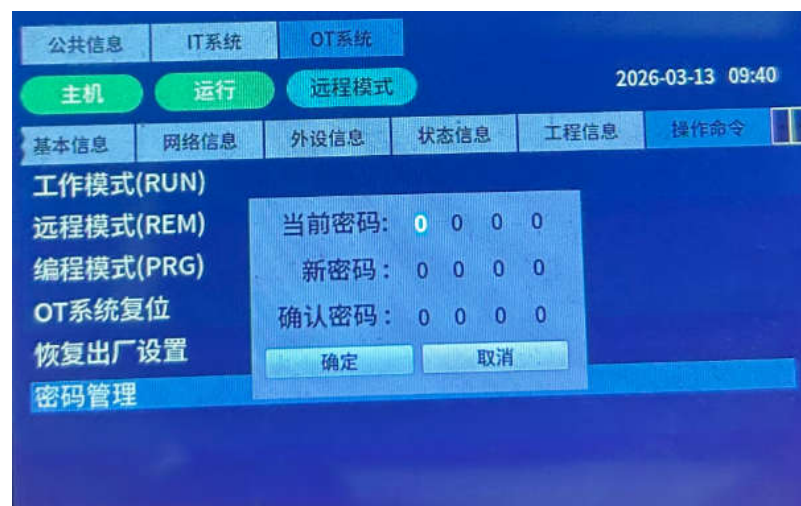 公共信息 IT系统 OT系统
主机 运行 远程模式 2026-03-13 09:40
基本信息 网络信息 外设信息 状态信息 工程信息 操作命令
工作模式(RUN)
远程模式(REM)
编程模式(PRG)
OT系统复位
恢复出厂设置
密码管理
当前密码: 0 0 0 0
新密码: 0 0 0 0
确认密码: 0 0 0 0
确定 取消